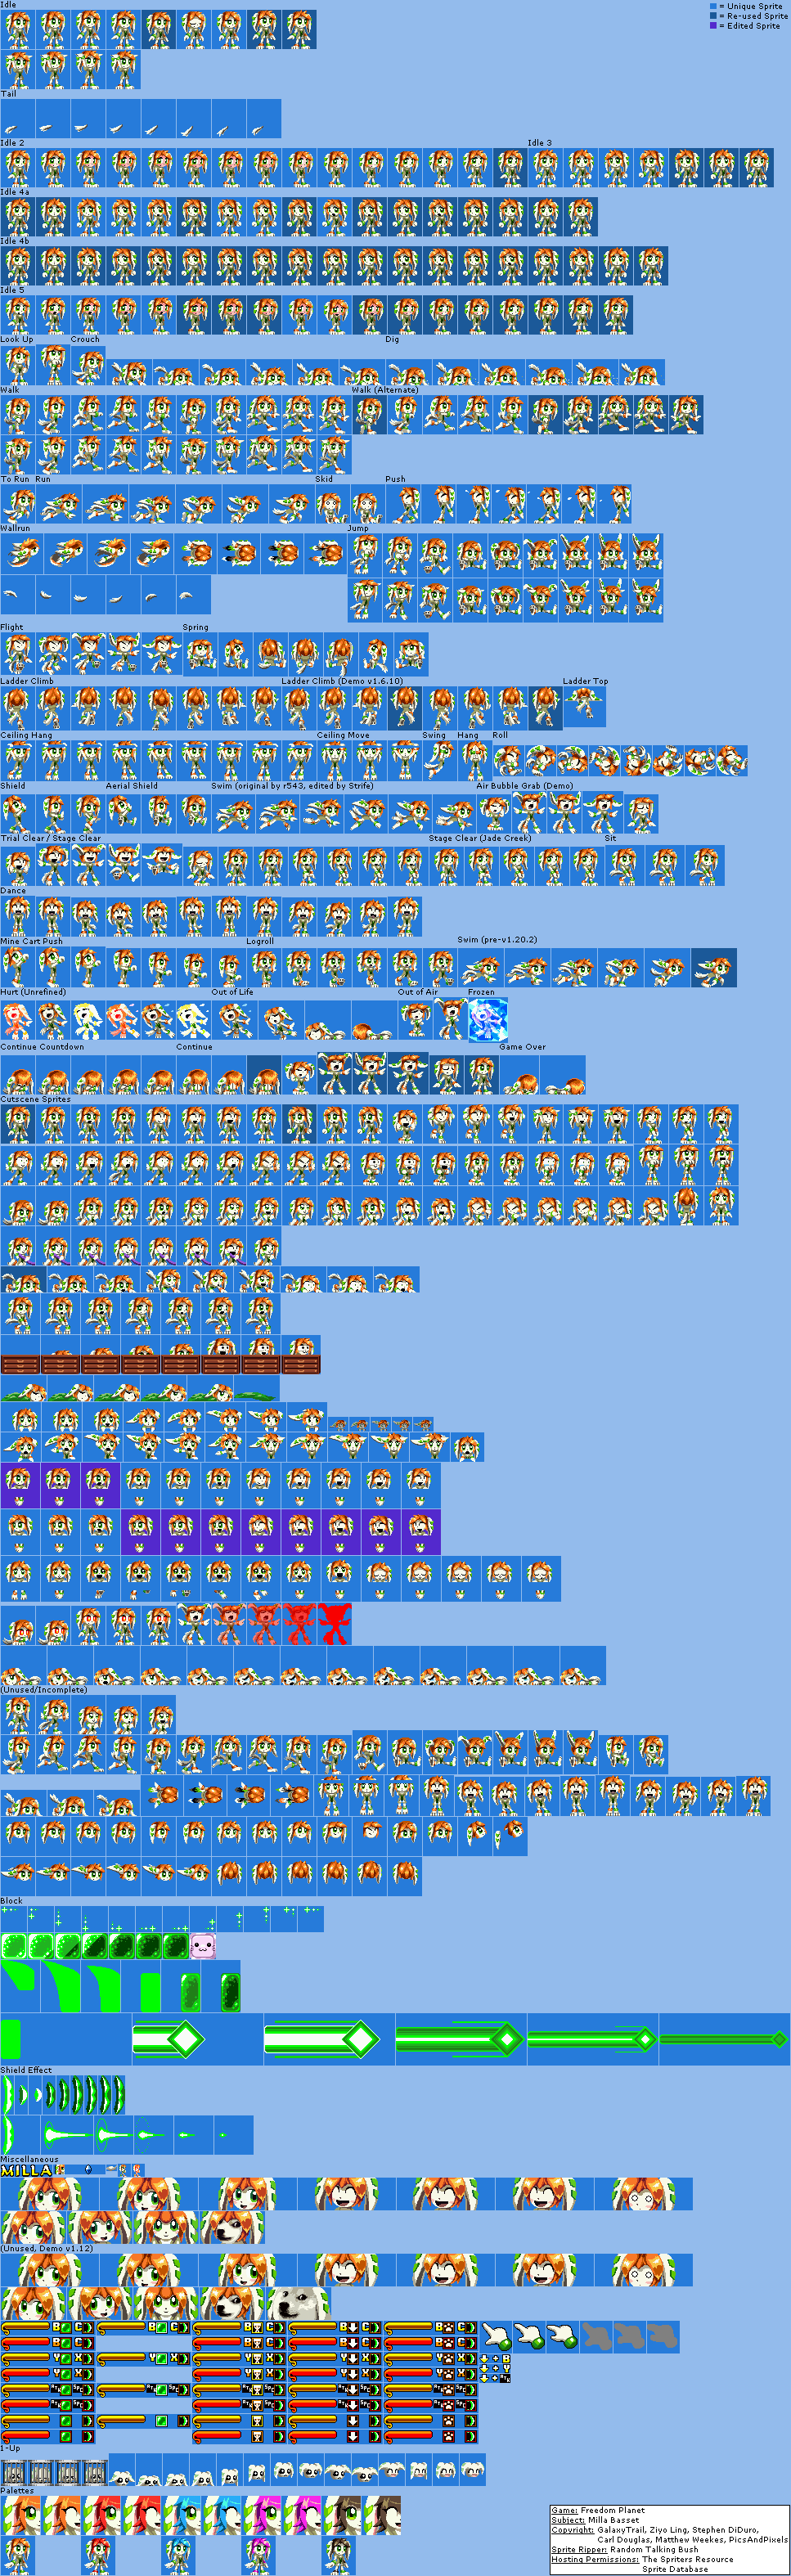 Idle
= Unique Sprite
= Re-used Sprite
= Edited Sprite
Tail
Idle 2
Idle 3
Idle 4a
Idle 4b
Idle 5
Look Up
Crouch
Dig
Walk
Walk (Alternate)
To Run
Run
Skid
Push
Wallrun
Jump
Flight
Spring
Ladder Climb
Ladder Climb (Demo v1.6.10)
Ladder Top
Ceiling Hang
Ceiling Move
Swing
Hang
Roll
Shield
Aerial Shield
Swim (original by r543, edited by Strife)
Air Bubble Grab (Demo)
Trial Clear / Stage Clear
Stage Clear (Jade Creek)
Sit
Dance
Mine Cart Push
Logroll
Swim (pre-v1.20.2)
Hurt (Unrefined)
Out of Life
Out of Air
Frozen
Continue Countdown
Continue
Game Over
Cutscene Sprites
(Unused/Incomplete)
Block
Shield Effect
Miscellaneous
MILLA
(Unused, Demo v1.12)
B C B C B C B C B C
B C B C B C B C
Y X Y X Y X Y X Y X
Y X Y X Y X Y X
+ B
+ Y
+
1-Up
Palettes
Game: Freedom Planet
Subject: Milla Basset
Copyright: GalaxyTrail, Ziyo Ling, Stephen DiDuro,
Carl Douglas, Matthew Weekes, PicsAndPixels
Sprite Ripper: Random Talking Bush
Hosting Permissions: The Spriters Resource
Sprite Database